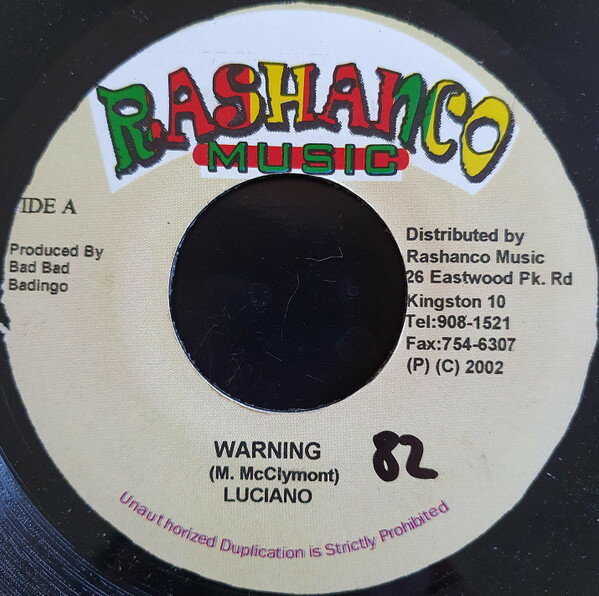 RASHANCO
MUSIC
IDE A
Produced By
Bad Bad
Badingo
Distributed by
Rashanco Music
26 Eastwood Pk. Rd
Kingston 10
Tel:908-1521
Fax:754-6307
(P) (C) 2002
WARNING
(M. McClymont)
LUCIANO
82
Unauthorized Duplication is Strictly Prohibited